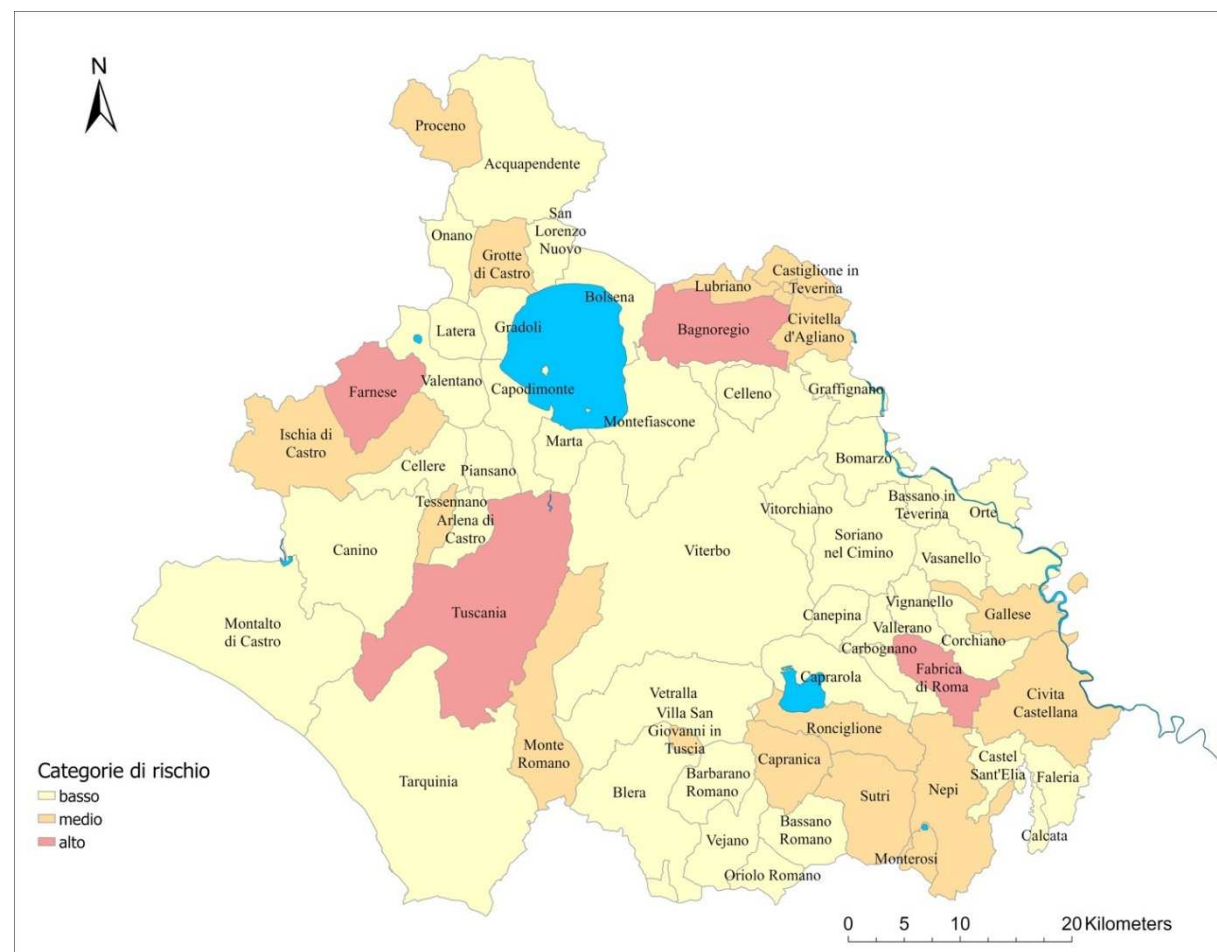 N
Proceno
Acquapendente
San
Lorenzo
Nuovo
Onano
Grotte
di Castro
Castiglione in
Teverina
Lubriano
Bolsena
Civitella
d'Agliano
Bagnoregio
Gradoli
Latera
Valentano
Capodimonte
Farnese
Celleno
Graffignano
Montefiascone
Ischia di
Castro
Marta
Bomarzo
Cellere
Piansano
Bassano in
Teverina
Tessennano
Arlena di
Castro
Vitorchiano
Orte
Soriano
nel Cimino
Canino
Viterbo
Vasanello
Vignanello
Gallese
Tuscania
Canepina
Montalto
di Castro
Vallerano
Corchiano
Carbognano
Fabrica
di Roma
Caprarola
Vetralla
Civita
Castellana
Villa San
Giovanni in
Tuscia
Ronciglione
Monte
Romano
Capranica
Castel
Sant'Elia
Barbarano
Romano
Faleria
Tarquinia
Blera
Sutri
Nepi
Bassano
Romano
Vejano
Calcata
Monterosi
Oriolo Romano
Categorie di rischio
basso
medio
alto
0 5 10 20 Kilometers